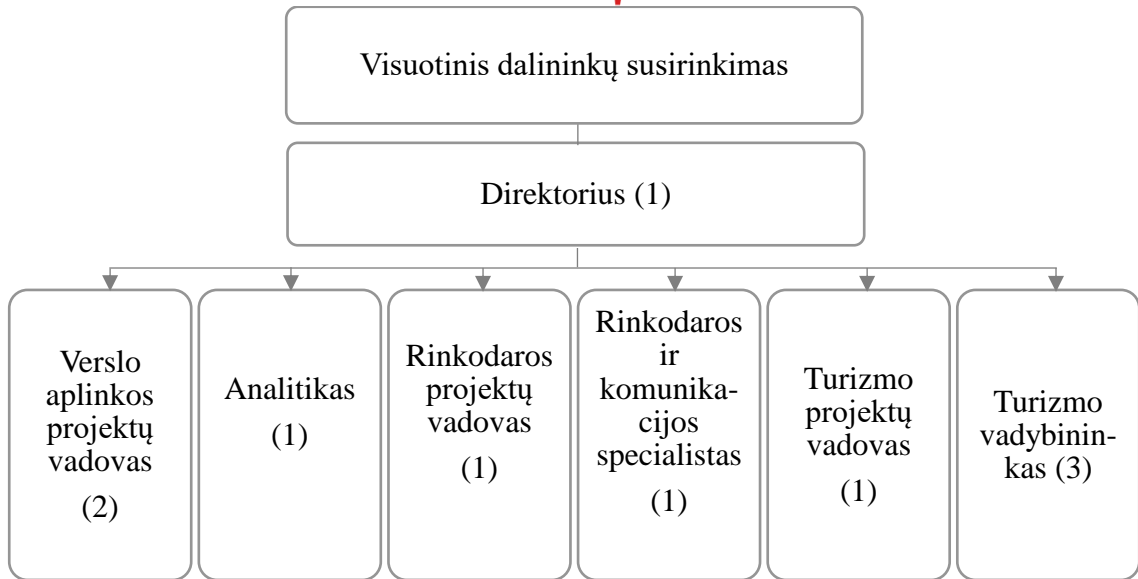 Visuotinis dalininkų susirinkimas
Direktorius (1)
Verslo
aplinkos
projektų
vadovas
(2)
Analitikas
(1)
Rinkodaros
projektų
vadovas
(1)
Rinkodaros
ir
komunika-
cijos
specialistas
(1)
Turizmo
projektų
vadovas
(1)
Turizmo
vadybinin-
kas (3)